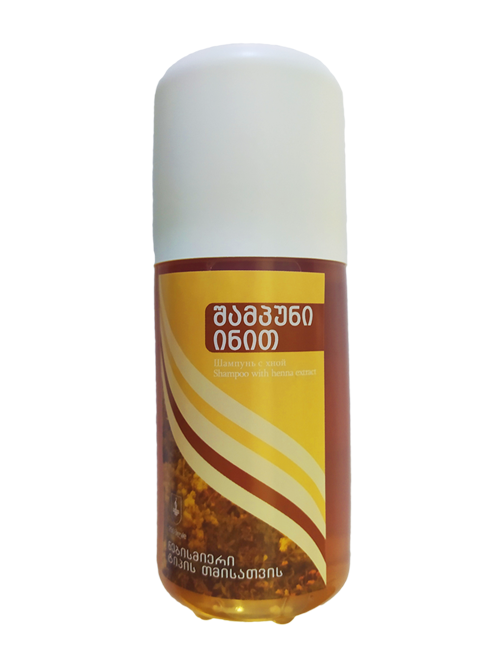 შამპუნი
ინით
Шампунь с хной
Shampoo with henna extract
ნებისმიერი
ტიპის თმისათვის